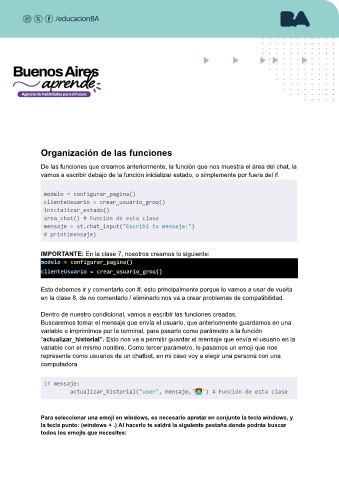 /educacionBA
BA
Buenos Aires
aprende
Agencia de Habilidades para el Futuro
Organización de las funciones
De las funciones que creamos anteriormente, la función que nos muestra el área del chat, la
vamos a escribir debajo de la función inicializar estado, o simplemente por fuera del if.
modelo = configurar_pagina()
clienteUsuario = crear_usuario_groq()
inicializar_estado()
area_chat() # Función de esta clase
mensaje = st.chat_input("Escribí tu mensaje:")
# print(mensaje)
IMPORTANTE: En la clase 7, nosotros creamos lo siguiente:
modelo = configurar_pagina()
clienteUsuario = crear_usuario_groq()
Esto debemos ir y comentarlo con #, esto principalmente porque lo vamos a usar de vuelta
en la clase 8, de no comentarlo / eliminarlo nos va a crear problemas de compatibilidad.
Dentro de nuestro condicional, vamos a escribir las funciones creadas.
Buscaremos tomar el mensaje que envía el usuario, que anteriormente guardamos en una
variable e imprimimos por la terminal, para pasarlo como parámetro a la función
"actualizar_historial". Esto nos va a permitir guardar el mensaje que envía el usuario en la
variable con el mismo nombre. Como tercer parámetro, le pasamos un emoji que nos
represente como usuarios de un chatbot, en mi caso voy a elegir una persona con una
computadora.
if mensaje:
actualizar_historial("user", mensaje,"🧑‍💻") # Función de esta clase
Para seleccionar una emoji en windows, es necesario apretar en conjunto la tecla windows, y
la tecla punto: (windows + .) Al hacerlo te saldrá la siguiente pestaña donde podrás buscar
todos los emojis que necesites: